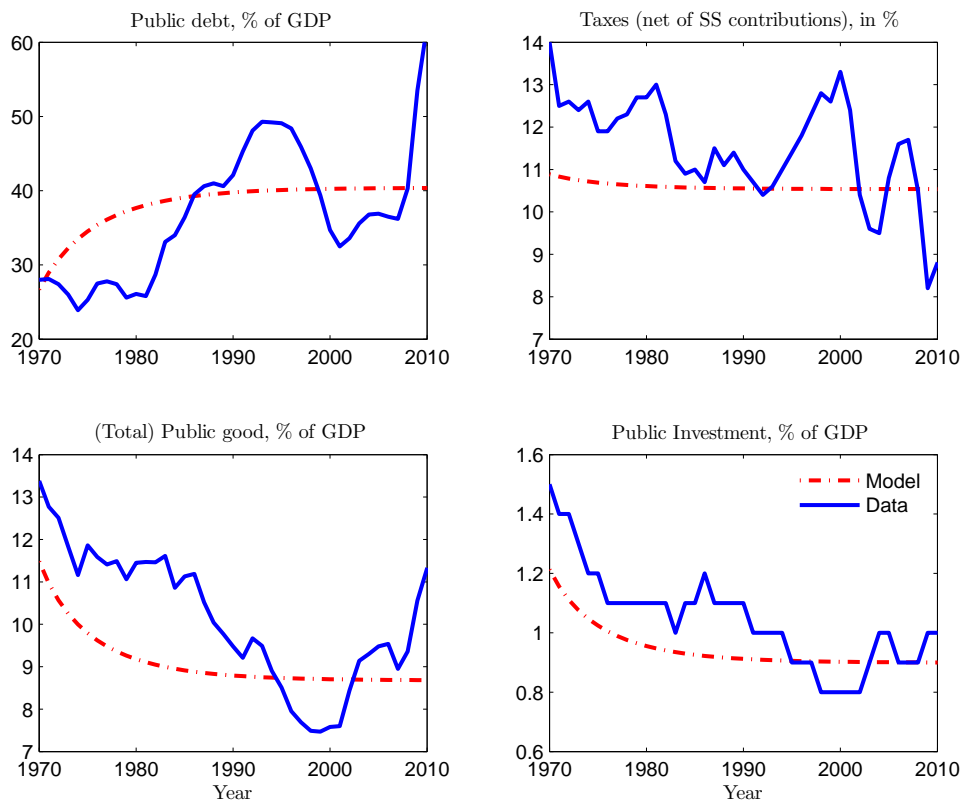 Public debt, % of GDP
60
50
40
30
20
1970 1980 1990 2000 2010
Taxes (net of SS contributions), in %
14
13
12
11
10
9
8
7
1970 1980 1990 2000 2010
(Total) Public good, % of GDP
14
13
12
11
10
9
8
7
1970 1980 1990 2000 2010
Year
Public Investment, % of GDP
1.6
1.4
1.2
1
0.8
0.6
Model
Data
1970 1980 1990 2000 2010
Year